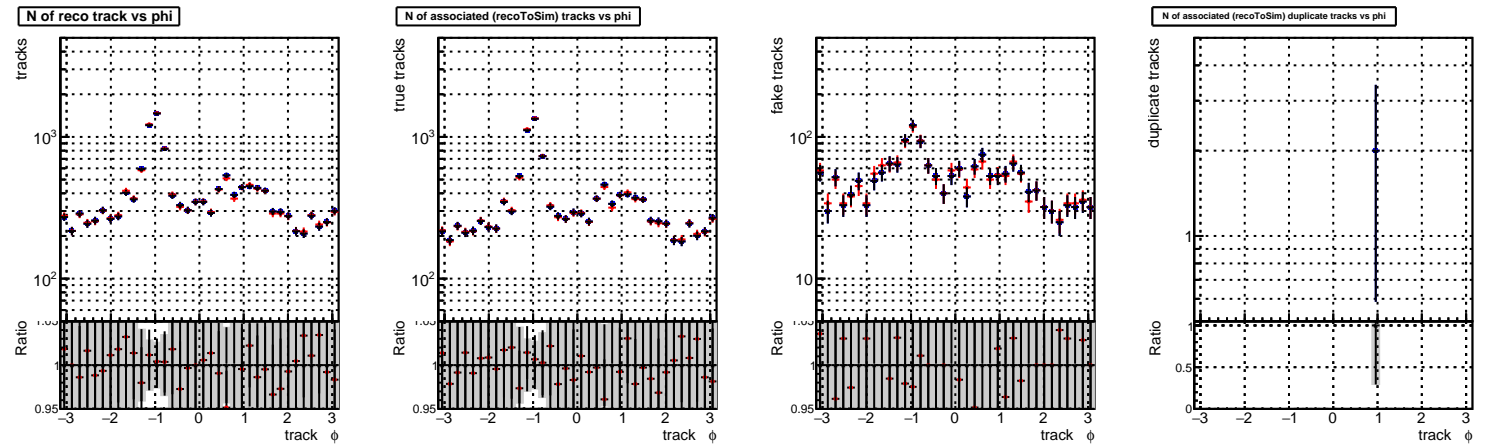 N of reco track vs phi
tracks
10³
10²
Ratio
1.05
1
0.95
−3 −2 −1 0 1 2 3
track ϕ
N of associated (recoToSim) tracks vs phi
true tracks
10³
10²
Ratio
1.05
1
0.95
−3 −2 −1 0 1 2 3
track ϕ
fake tracks
10²
10
Ratio
1.05
1
0.95
−3 −2 −1 0 1 2 3
track ϕ
N of associated (recoToSim) duplicate tracks vs phi
duplicate tracks
1
Ratio
1
0.5
0
−3 −2 −1 0 1 2 3
track ϕ